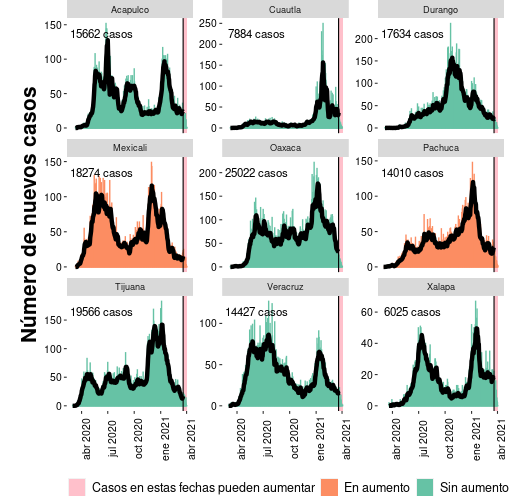 Número de nuevos casos
Acapulco
Cuautla
Durango
15662 casos
7884 casos
17634 casos
150
100
50
0
250
200
150
100
50
0
200
150
100
50
0
Mexicali
Oaxaca
Pachuca
18274 casos
25022 casos
14010 casos
150
100
50
0
200
150
100
50
0
150
100
50
0
Tijuana
Veracruz
Xalapa
19566 casos
14427 casos
6025 casos
150
100
50
0
100
50
0
60
40
20
0
abr 2020
jul 2020
oct 2020
ene 2021
abr 2021
abr 2020
jul 2020
oct 2020
ene 2021
abr 2021
abr 2020
jul 2020
oct 2020
ene 2021
abr 2021
Casos en estas fechas pueden aumentar
En aumento
Sin aumento